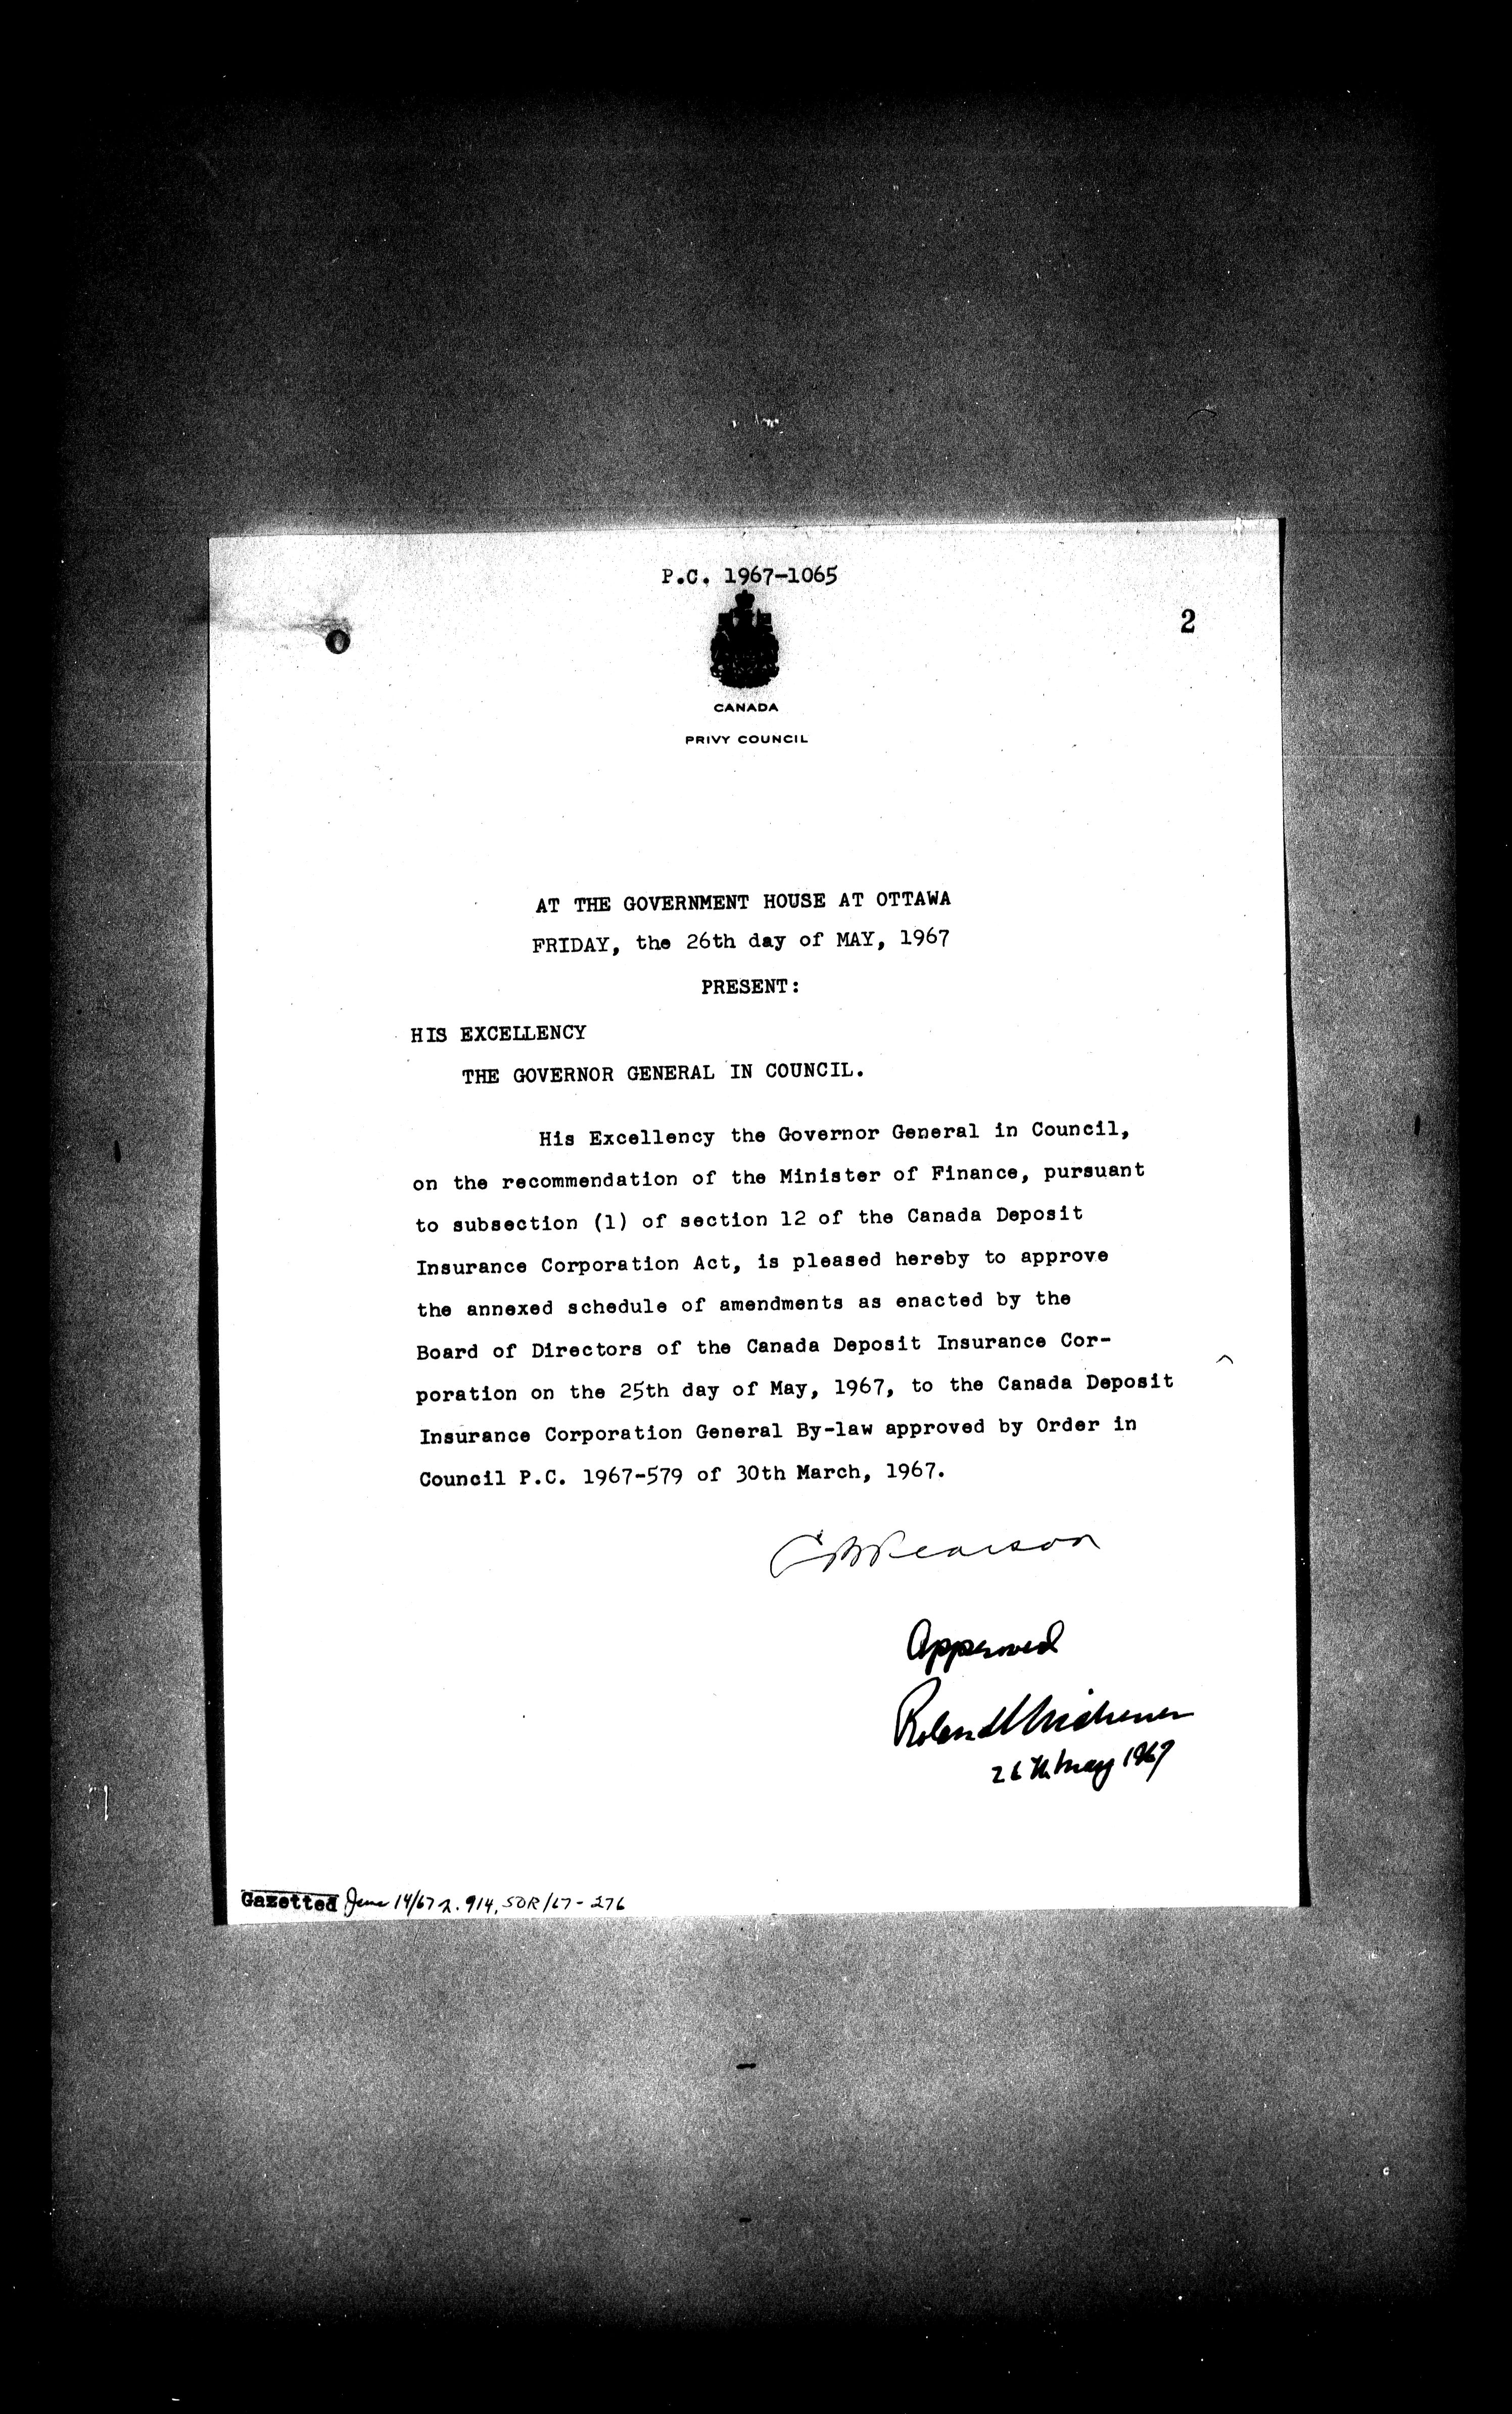 P.C. 1967-1065
2
CANADA
PRIVY COUNCIL
AT THE GOVERNMENT HOUSE AT OTTAWA
FRIDAY, the 26th day of MAY, 1967
PRESENT:
HIS EXCELLENCY
THE GOVERNOR GENERAL IN COUNCIL.
His Excellency the Governor General in Council,
on the recommendation of the Minister of Finance, pursuant
to subsection (1) of section 12 of the Canada Deposit
Insurance Corporation Act, is pleased hereby to approve
the annexed schedule of amendments as enacted by the
Board of Directors of the Canada Deposit Insurance Cor-
poration on the 25th day of May, 1967, to the Canada Deposit
Insurance Corporation General By-law approved by Order in
Council P.C. 1967-579 of 30th March, 1967.
LBPearson
Approved
Roland Michener
26th May 1967
Gazetted June 14/67 p. 914, SOR/67-276